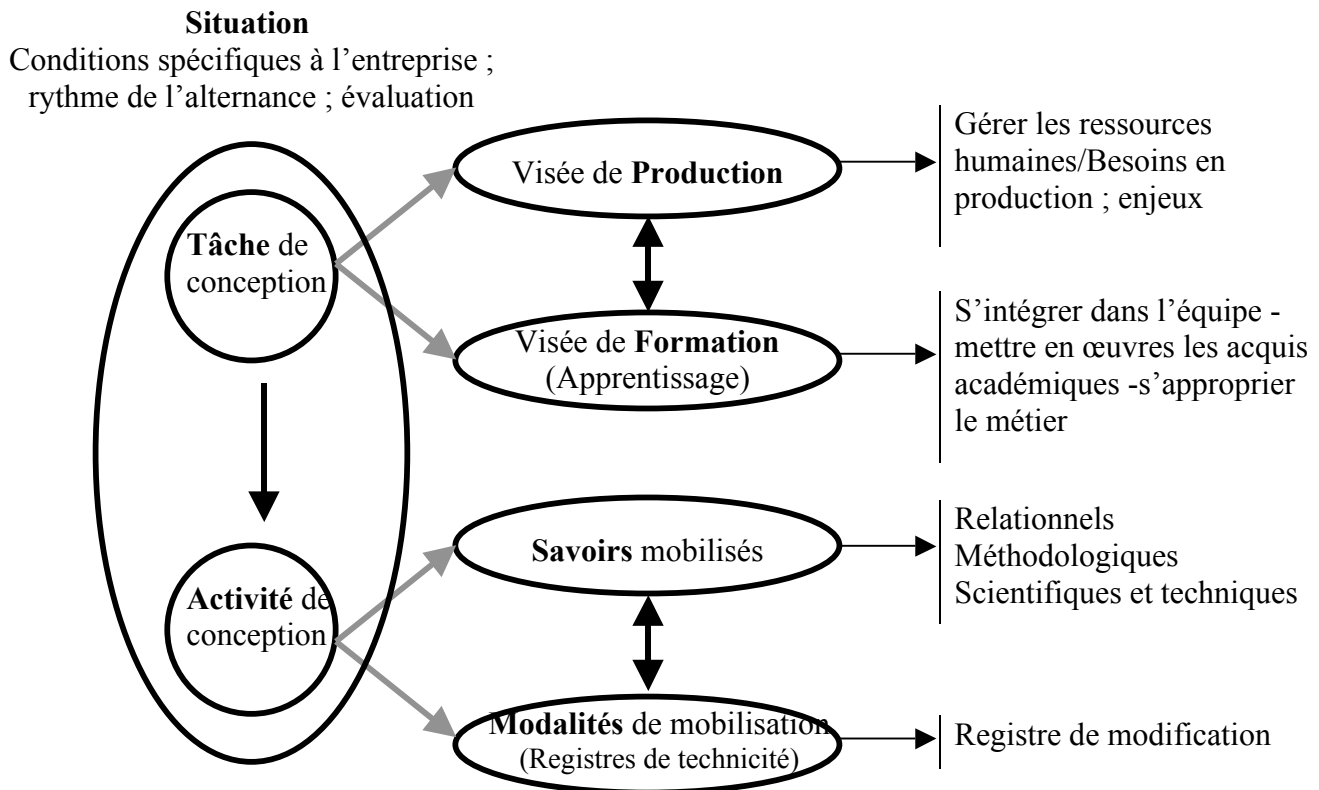 Situation
Conditions spécifiques à l’entreprise ;
rythme de l’alternance ; évaluation
Tâche de
conception
Visée de Production
Gérer les ressources
humaines/Besoins en
production ; enjeux
Visée de Formation
(Apprentissage)
S’intégrer dans l’équipe -
mettre en œuvres les acquis
académiques -s’approprier
le métier
Activité de
conception
Savoirs mobilisés
Relationnels
Méthodologiques
Scientifiques et techniques
Modalités de mobilisation
(Registres de technicité)
Registre de modification